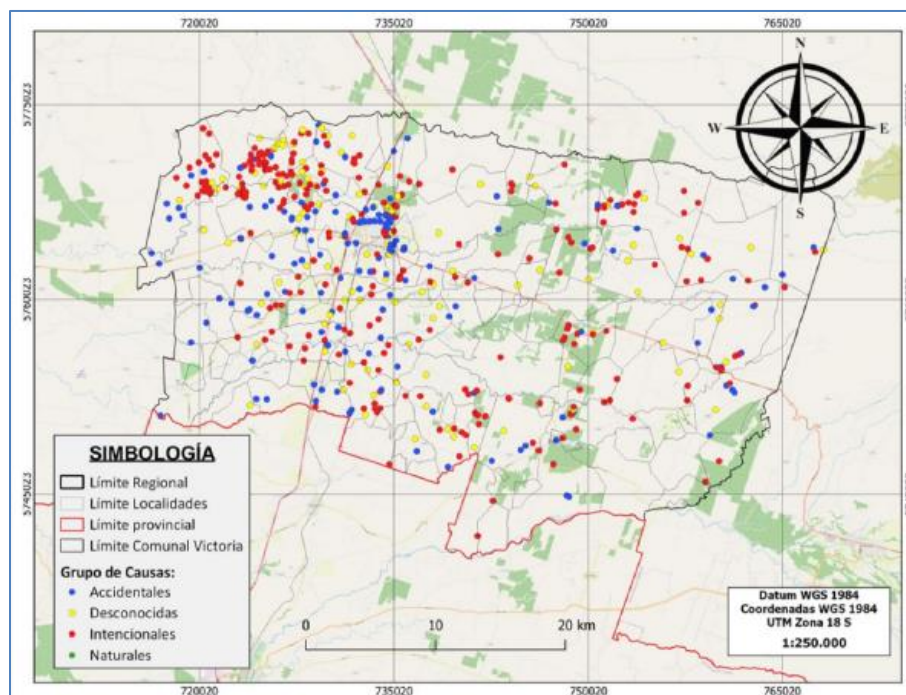 720020 735020 750020 765020
N
W E
S
5775023
5760023
5745023
SIMBOLOGÍA
Límite Regional
Límite Localidades
Límite provincial
Límite Comunal Victoria
Grupo de Causas:
Accidentales
Desconocidas
Intencionales
Naturales
0 10 20 km
Datum WGS 1984
Coordenadas WGS 1984
UTM Zona 18 S
1:250.000
720020 735020 750020 765020